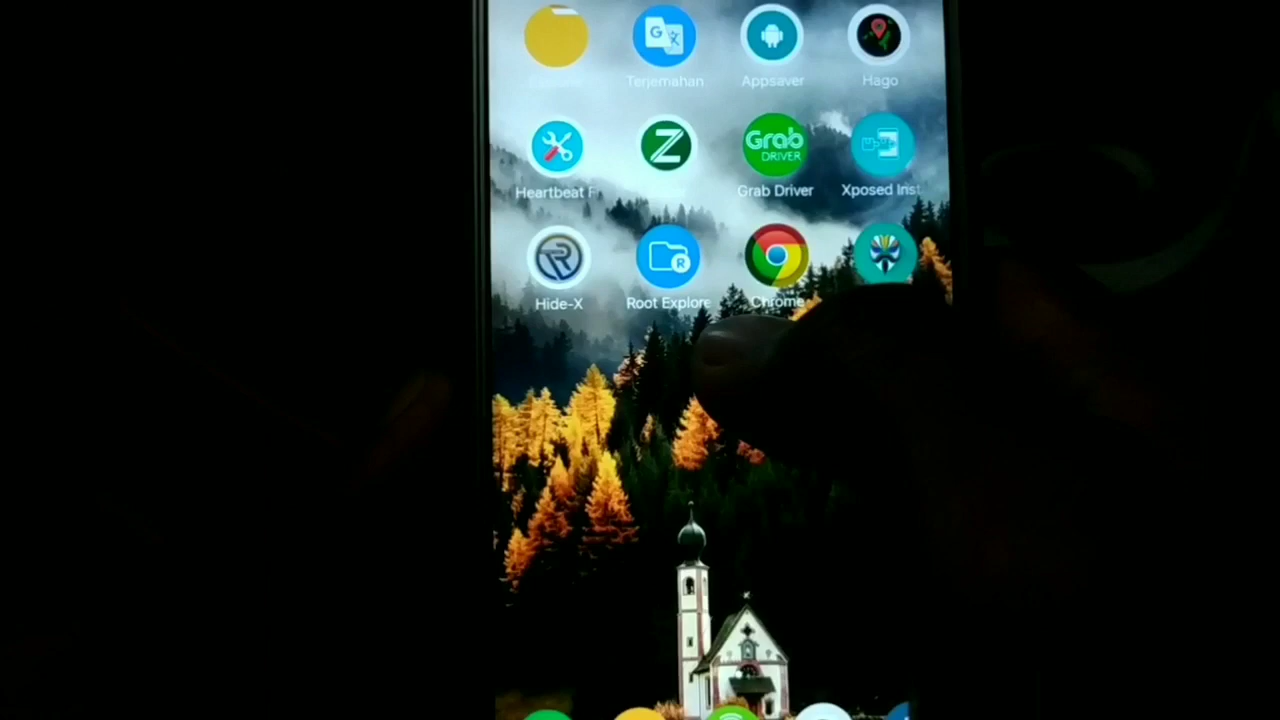 Terjemahan
Appsaver
Hago
Heartbeat F
Grab
DRIVER
Grab Driver
Xposed Inst
Hide-X
Root Explore
Chrome